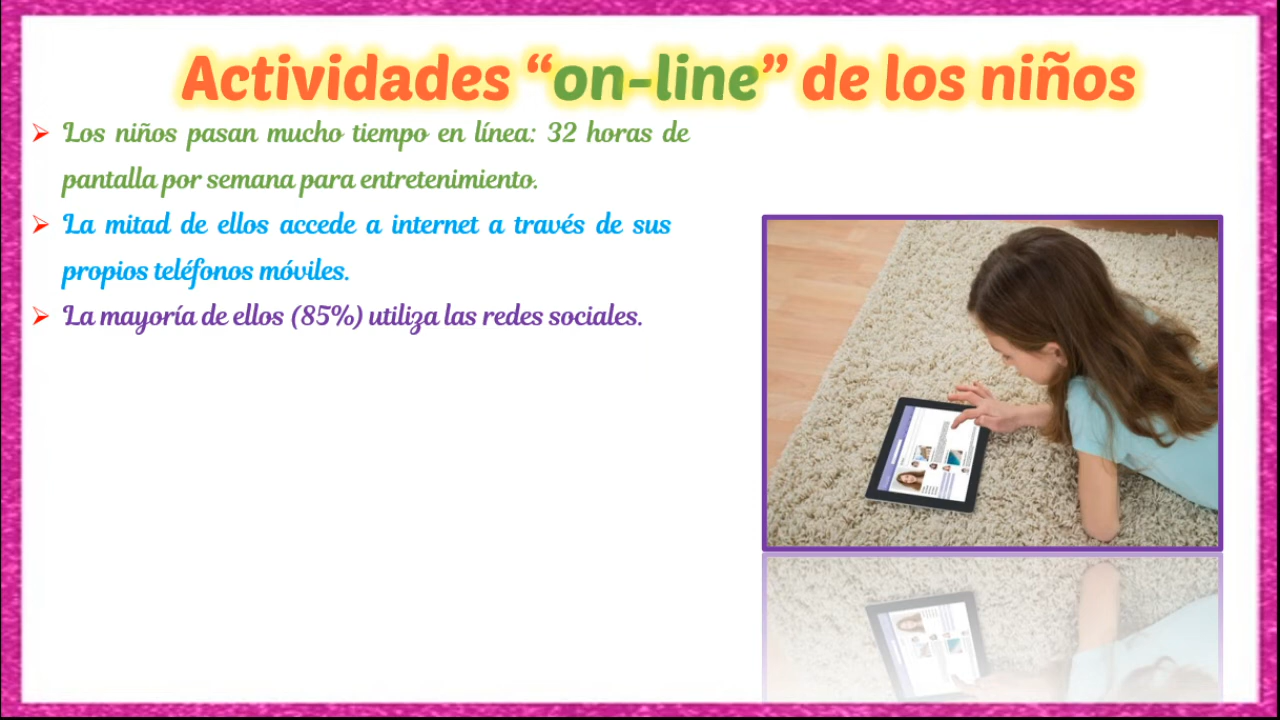 Actividades “on-line” de los niños
Los niños pasan mucho tiempo en línea: 32 horas de
pantalla por semana para entretenimiento.
La mitad de ellos accede a internet a través de sus
propios teléfonos móviles.
La mayoría de ellos (85%) utiliza las redes sociales.